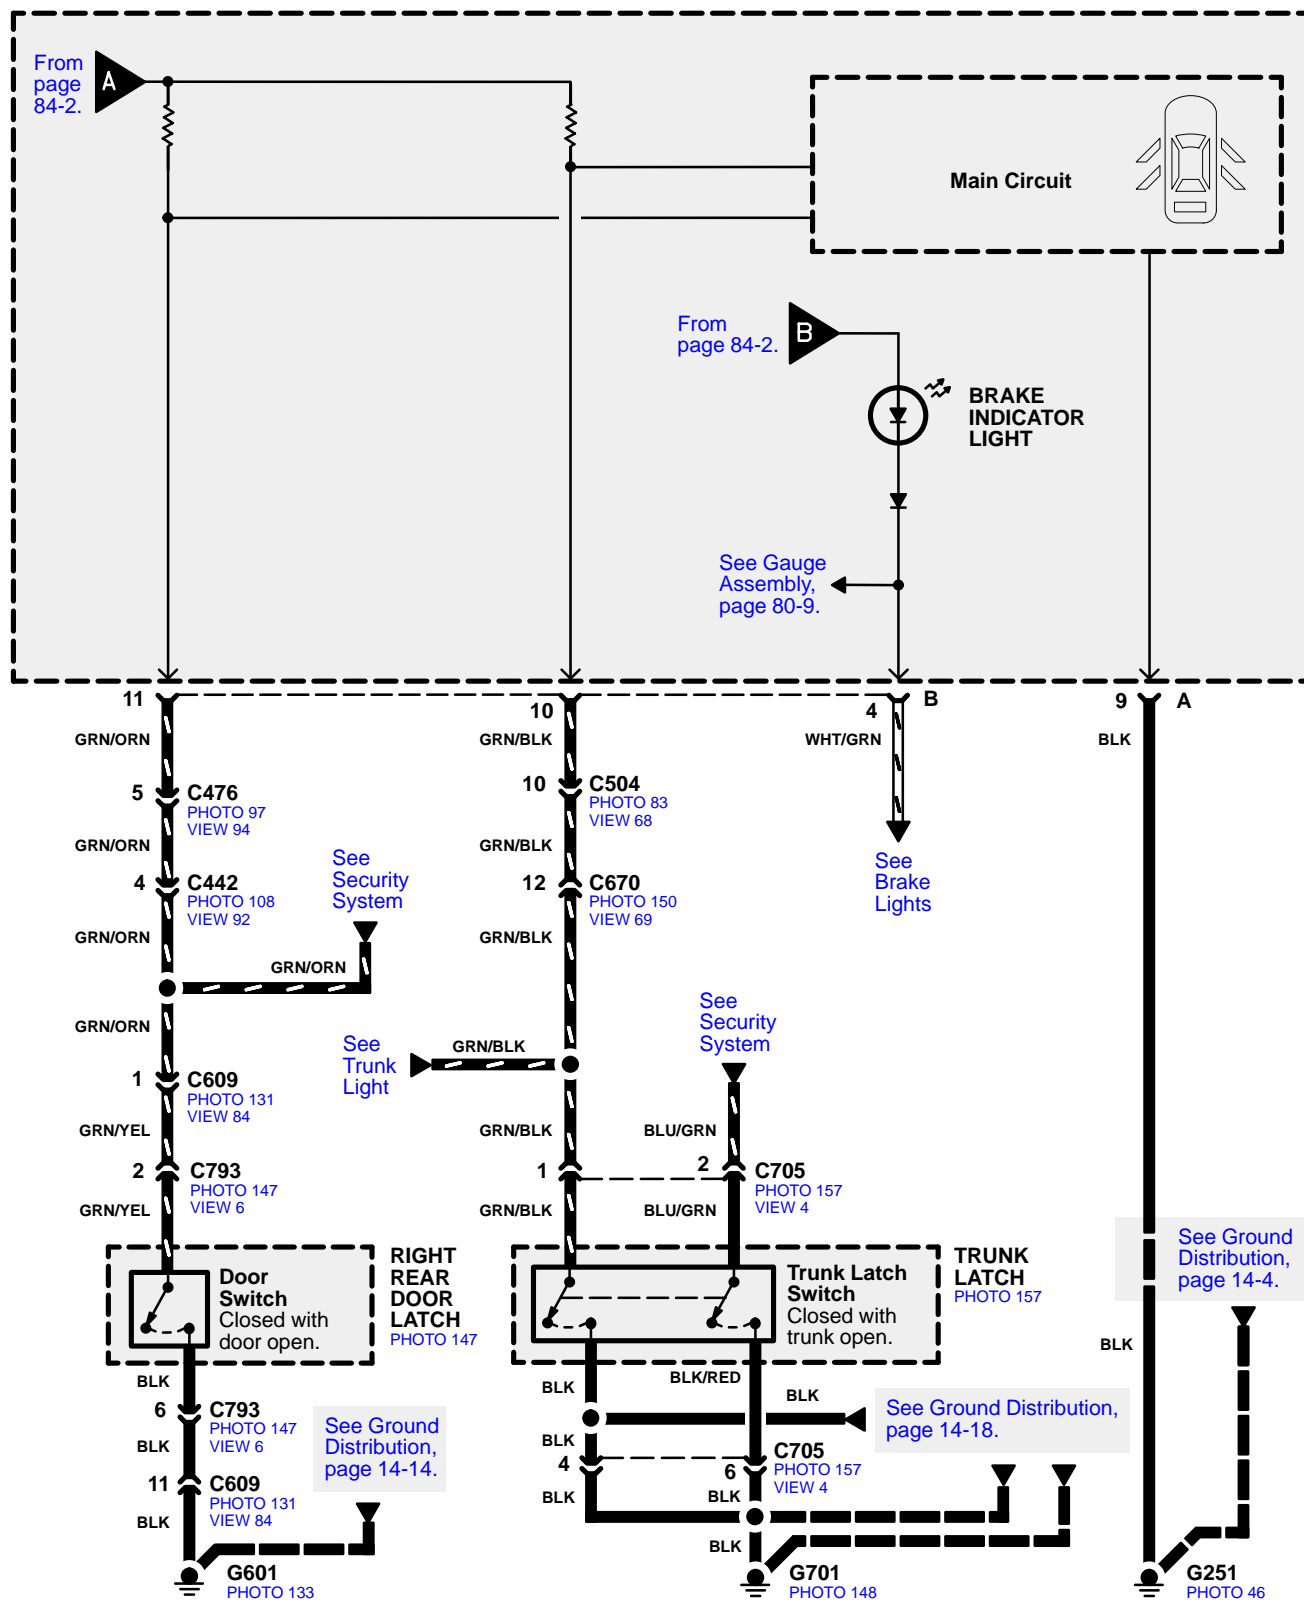 From
page
84-2.
A
Main Circuit
From
page 84-2.
B
BRAKE
INDICATOR
LIGHT
See Gauge
Assembly,
page 80-9.
11
10
4
B
9
A
GRN/ORN
GRN/BLK
WHT/GRN
BLK
5
C476
PHOTO 97
VIEW 94
10
C504
PHOTO 83
VIEW 68
GRN/ORN
GRN/BLK
See
Brake
Lights
4
C442
PHOTO 108
VIEW 92
See
Security
System
12
C670
PHOTO 150
VIEW 69
GRN/ORN
GRN/BLK
GRN/ORN
GRN/ORN
See
Trunk
Light
GRN/BLK
See
Security
System
1
C609
PHOTO 131
VIEW 84
GRN/YEL
GRN/BLK
BLU/GRN
2
C793
PHOTO 147
VIEW 6
1
2
C705
PHOTO 157
VIEW 4
GRN/YEL
GRN/BLK
BLU/GRN
See Ground
Distribution,
page 14-4.
Door
Switch
Closed with
door open.
RIGHT
REAR
DOOR
LATCH
PHOTO 147
Trunk Latch
Switch
Closed with
trunk open.
TRUNK
LATCH
PHOTO 157
BLK
BLK
BLK
BLK/RED
BLK
6
C793
PHOTO 147
VIEW 6
See Ground
Distribution,
page 14-14.
See Ground Distribution,
page 14-18.
BLK
BLK
4
6
C705
PHOTO 157
VIEW 4
11
C609
PHOTO 131
VIEW 84
BLK
BLK
BLK
BLK
G601
PHOTO 133
G701
PHOTO 148
G251
PHOTO 46